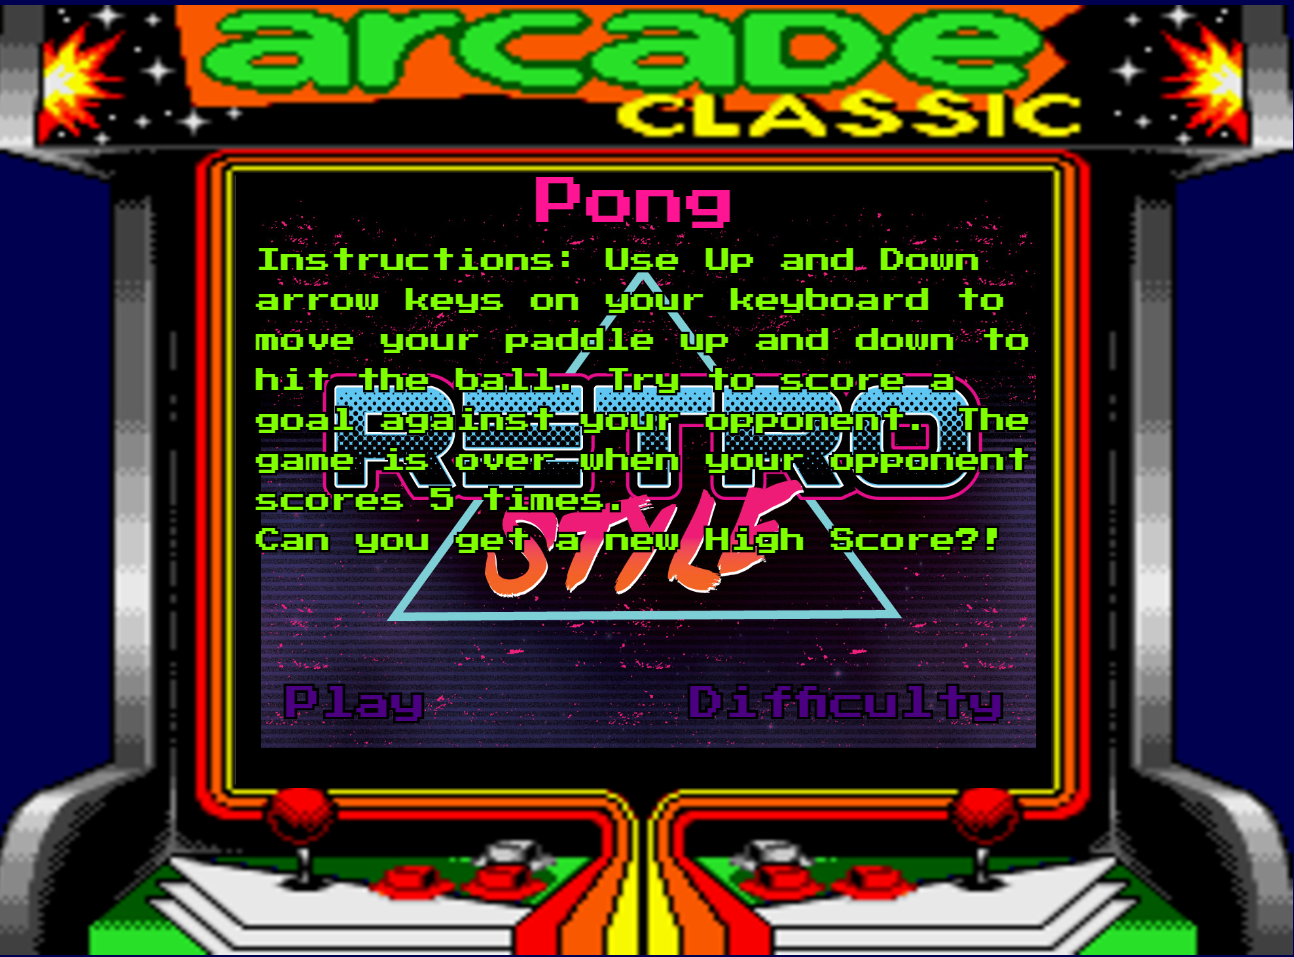 arcade
CLASSIC
Pong
Instructions: Use Up and Down
arrow keys on your keyboard to
move your paddle up and down to
hit the ball. Try to score a
goal against your opponent. The
game is over when your opponent
scores 5 times.
Can you get a new High Score?!
RETRO
STYLE
Play
Difficulty